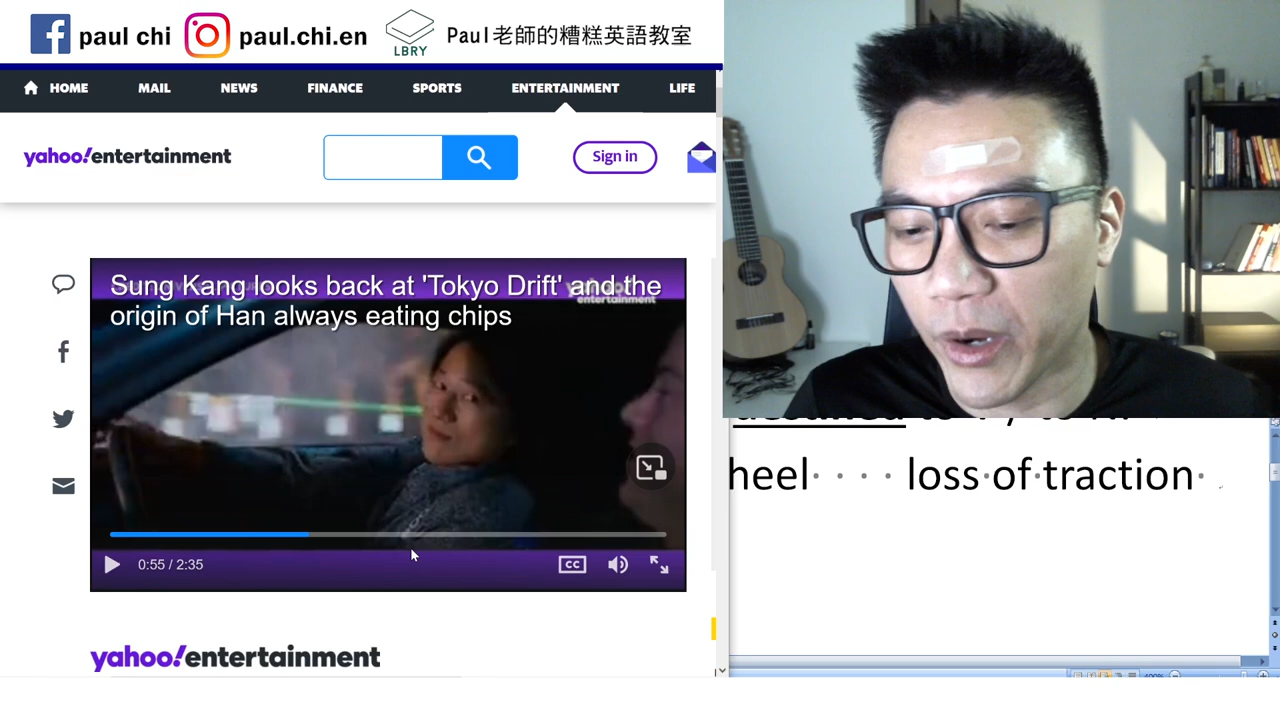 paul chi
paul.chi.en
LBRY
Paul老師的糟糕英語教室
HOME MAIL NEWS FINANCE SPORTS ENTERTAINMENT LIFE
yahoo!entertainment
Sign in
Sung Kang looks back at 'Tokyo Drift' and the
origin of Han always eating chips
entertainment
0:55 / 2:35
CC
yahoo!entertainment
heel loss of traction